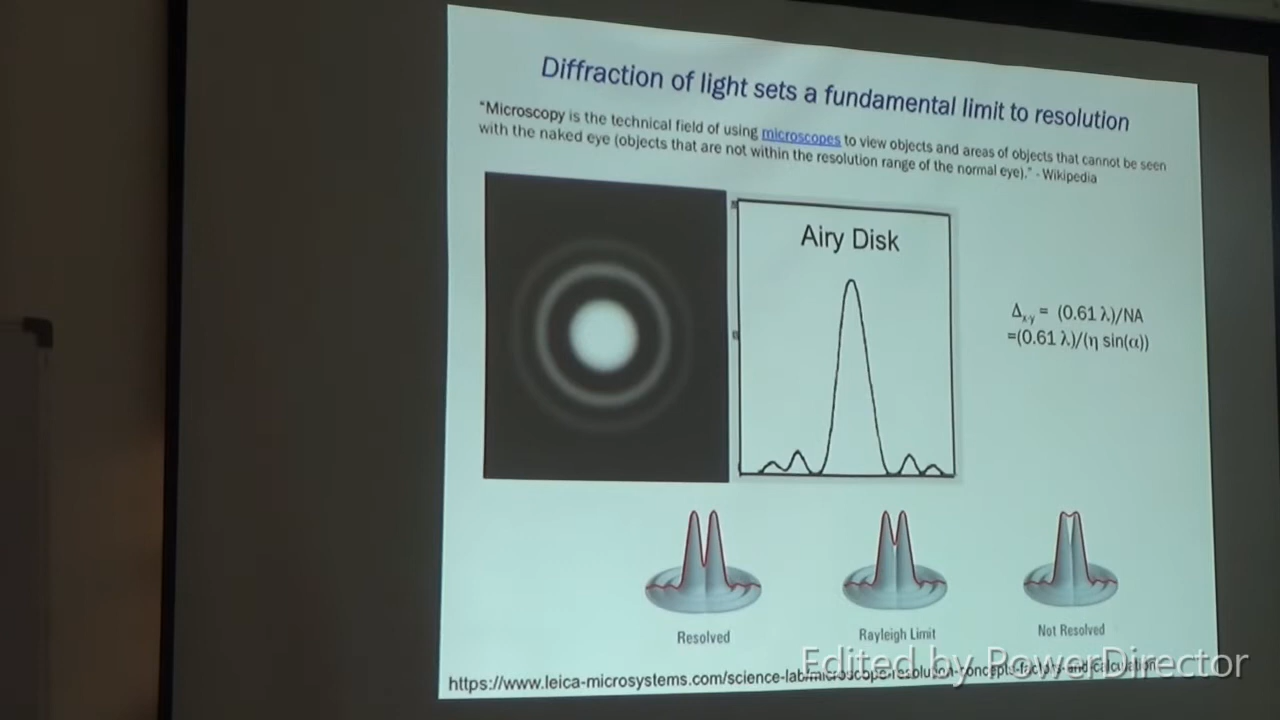 Diffraction of light sets a fundamental limit to resolution
"Microscopy is the technical field of using microscopes to view objects and areas of objects that cannot be seen
with the naked eye (objects that are not within the resolution range of the normal eye)." - Wikipedia
Airy Disk
Δx-y = (0.61 λ)/NA
=(0.61 λ)/(η sin(α))
Resolved
Rayleigh Limit
Not Resolved
https://www.leica-microsystems.com/science-lab/microscope-resolution-concepts-factors-and-calculation
Edited by PowerDirector